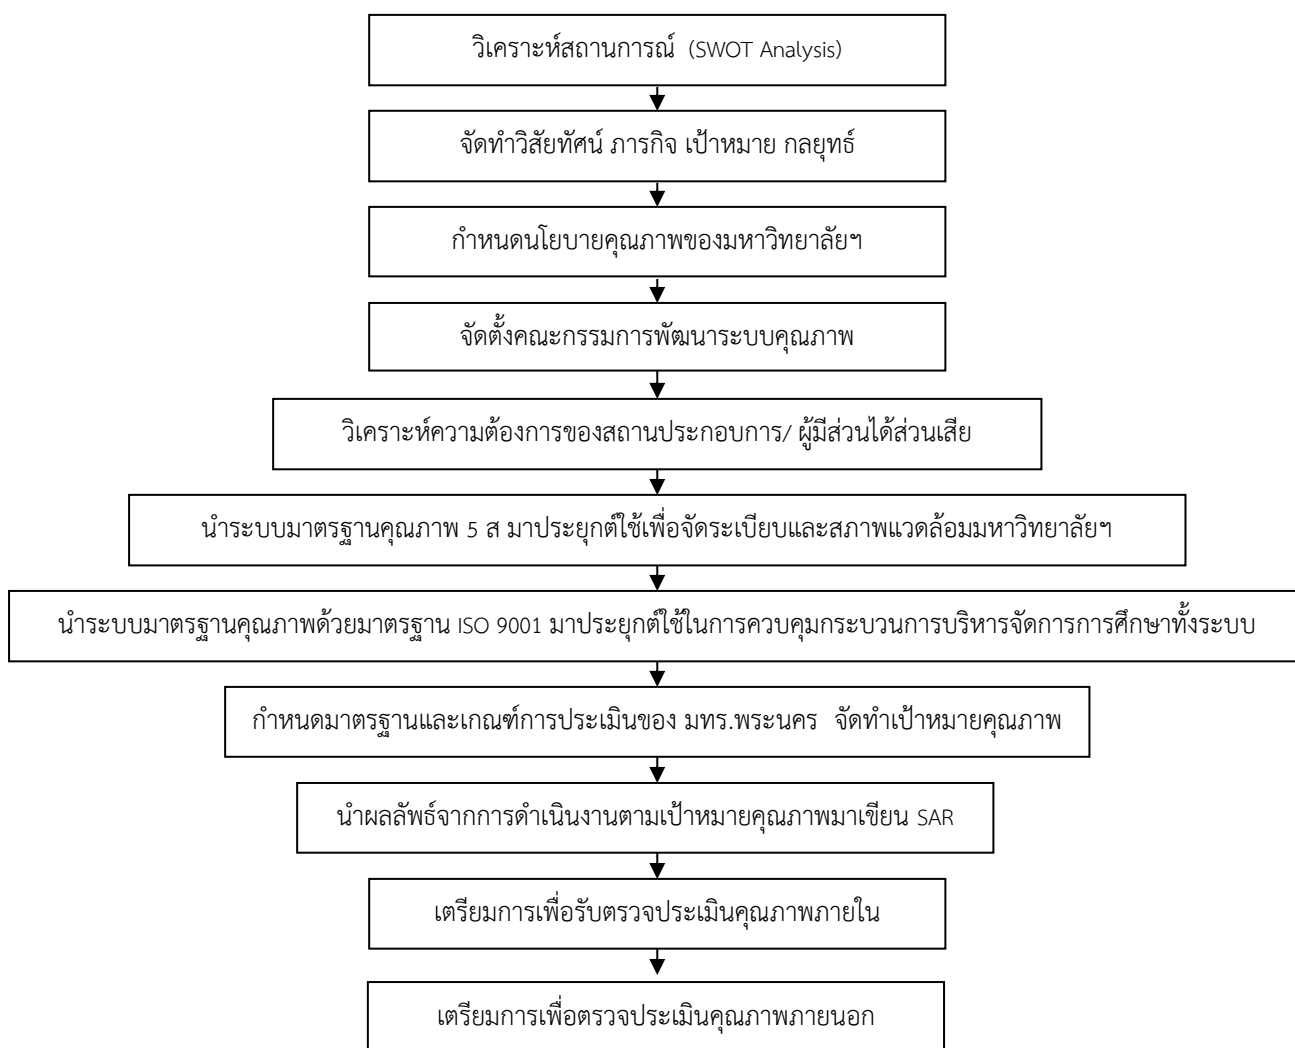 วิเคราะห์สถานการณ์ (SWOT Analysis)
จัดทำวิสัยทัศน์ ภารกิจ เป้าหมาย กลยุทธ์
กำหนดนโยบายคุณภาพของมหาวิทยาลัยฯ
จัดตั้งคณะกรรมการพัฒนาระบบคุณภาพ
วิเคราะห์ความต้องการของสถานประกอบการ/ ผู้มีส่วนได้ส่วนเสีย
นำระบบมาตรฐานคุณภาพ 5 ส มาประยุกต์ใช้เพื่อจัดระเบียบและสภาพแวดล้อมมหาวิทยาลัยฯ
นำระบบมาตรฐานคุณภาพด้วยมาตรฐาน ISO 9001 มาประยุกต์ใช้ในการควบคุมกระบวนการบริหารจัดการการศึกษาทั้งระบบ
กำหนดมาตรฐานและเกณฑ์การประเมินของ มทร.พระนคร จัดทำเป้าหมายคุณภาพ
นำผลลัพธ์จากการดำเนินงานตามเป้าหมายคุณภาพมาเขียน SAR
เตรียมการเพื่อรับตรวจประเมินคุณภาพภายใน
เตรียมการเพื่อตรวจประเมินคุณภาพภายนอก